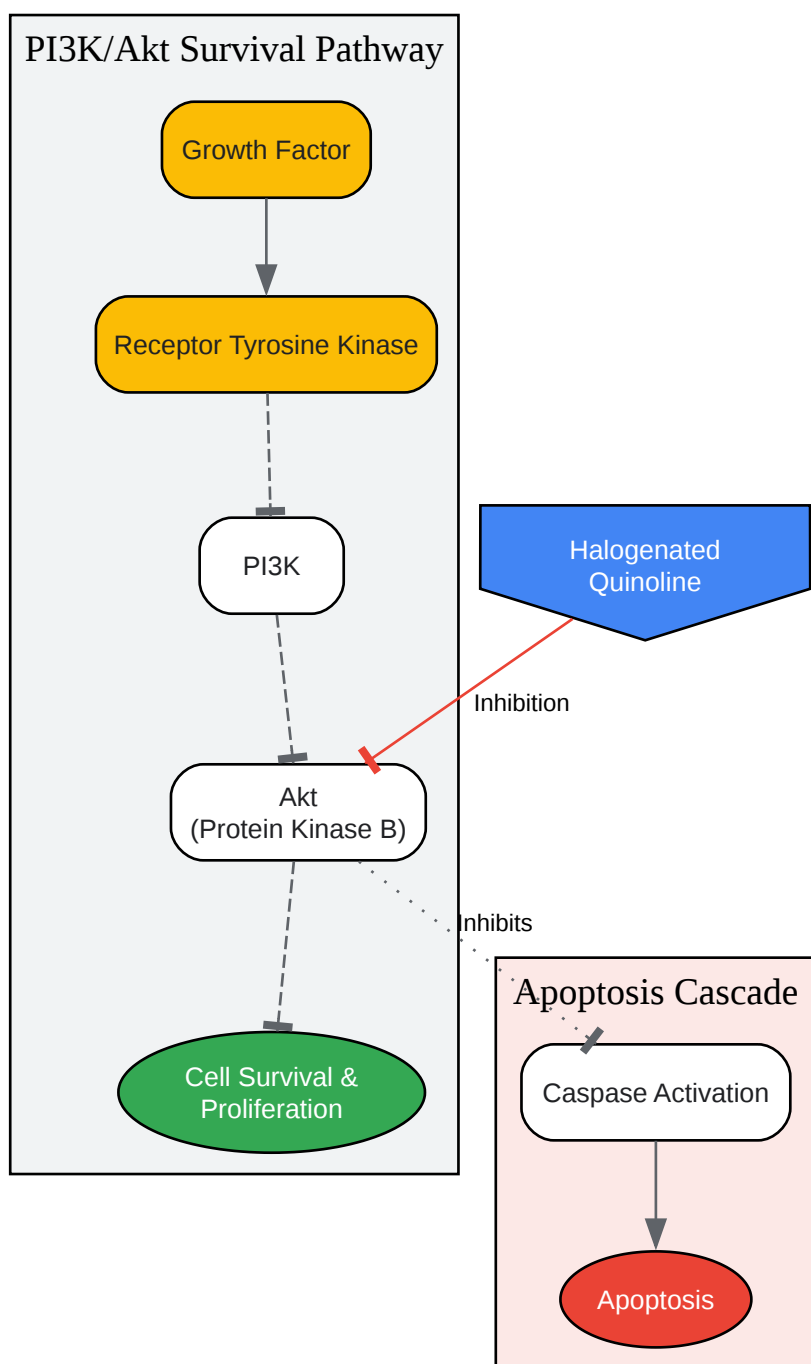 PI3K/Akt Survival Pathway
Growth Factor
Receptor Tyrosine Kinase
PI3K
Halogenated
Quinoline
Inhibition
Akt
(Protein Kinase B)
Inhibits
Cell Survival &
Proliferation
Apoptosis Cascade
Caspase Activation
Apoptosis